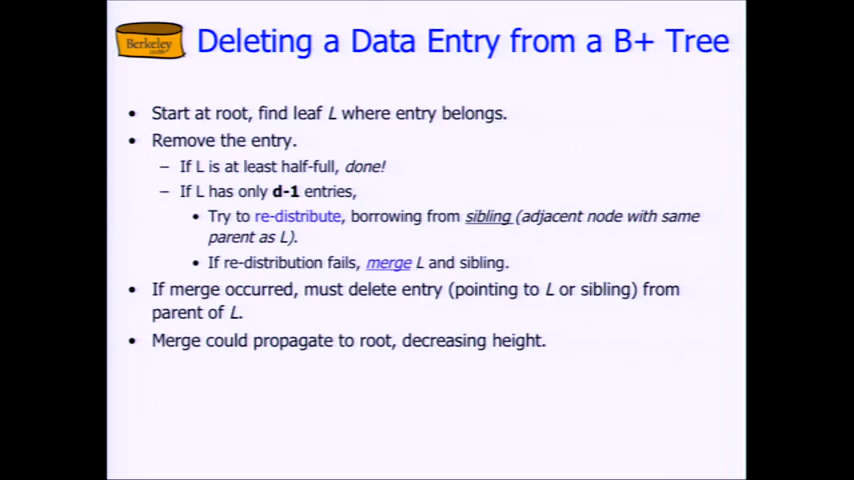 Berkeley
Deleting a Data Entry from a B+ Tree
• Start at root, find leaf L where entry belongs.
• Remove the entry.
– If L is at least half-full, done!
– If L has only d-1 entries,
• Try to re-distribute, borrowing from sibling (adjacent node with same
parent as L).
• If re-distribution fails, merge L and sibling.
• If merge occurred, must delete entry (pointing to L or sibling) from
parent of L.
• Merge could propagate to root, decreasing height.